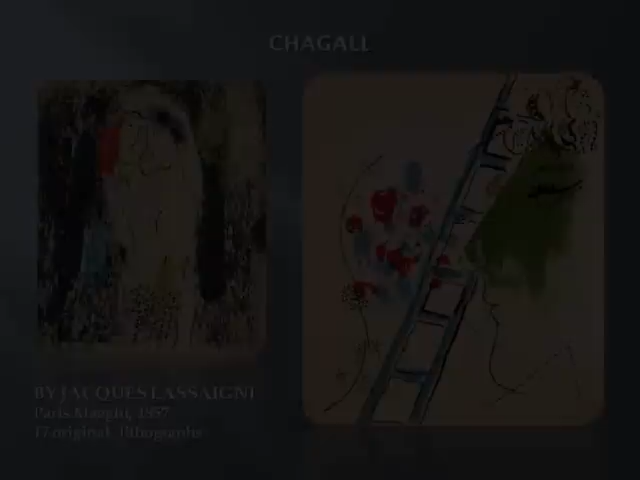 CHAGALL
BY JACQUES LASSAIGNE
Paris Maeght, 1957
17 original, lithographs